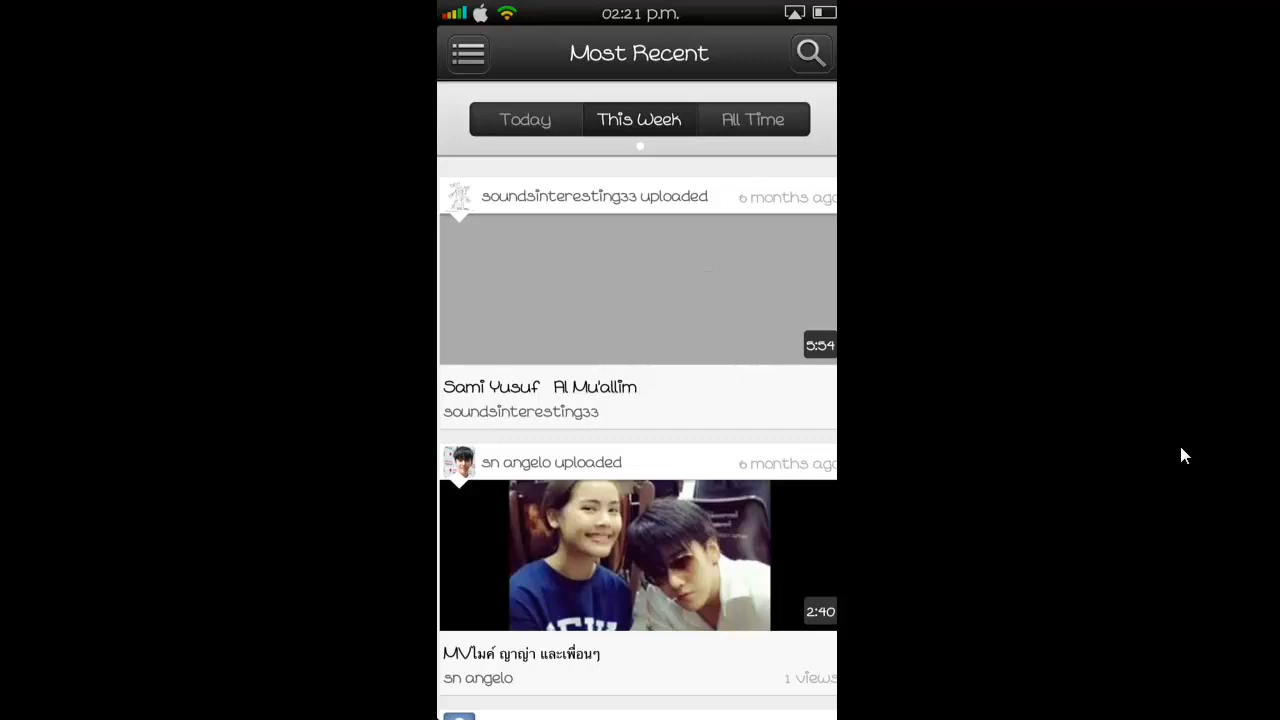 02:21 p.m.
Most Recent
Today This Week All Time
soundsinteresting33 uploaded 6 months ago
5:54
Sami Yusuf Al Mu'allim
soundsinteresting33
sn angelo uploaded 6 months ago
2:40
MVไมค์ ญาญ่า และเพื่อนๆ
sn angelo 1 views